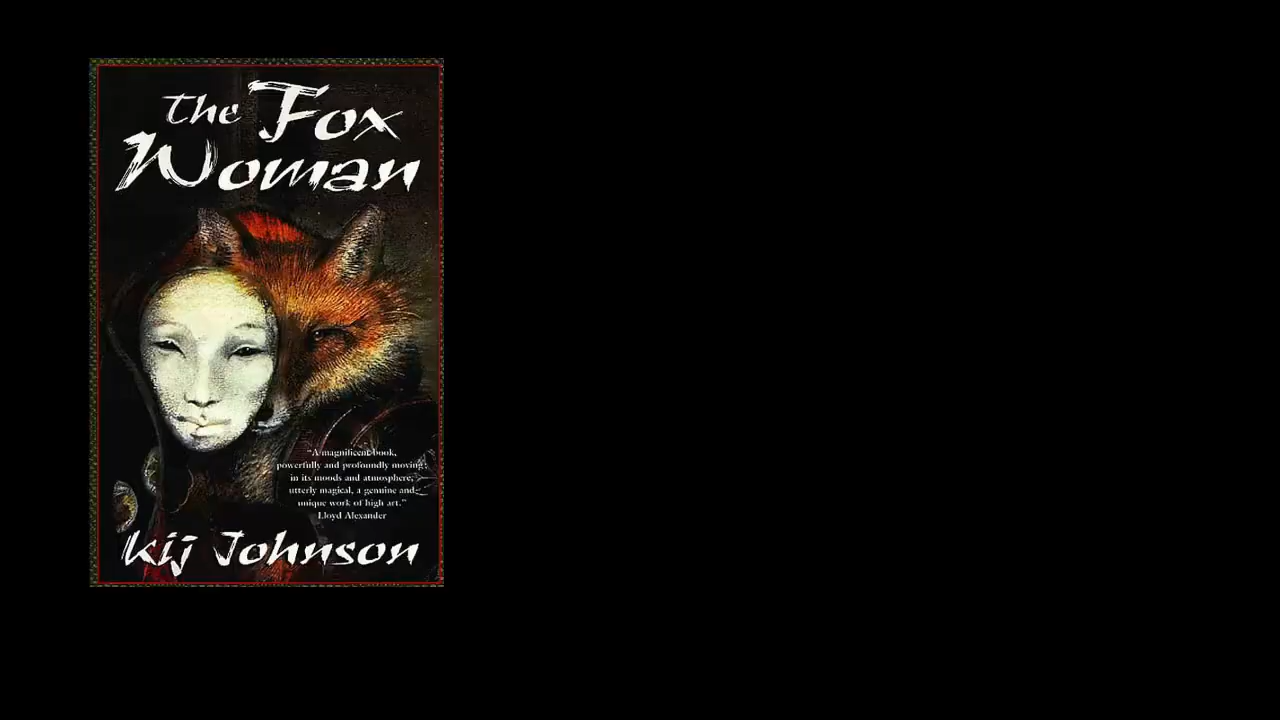 The Fox
Woman
"A magnificent book,
powerfully and profoundly moving;
in its moods and atmosphere,
utterly magical, a genuine and
unique work of high art."
Lloyd Alexander
Kij Johnson